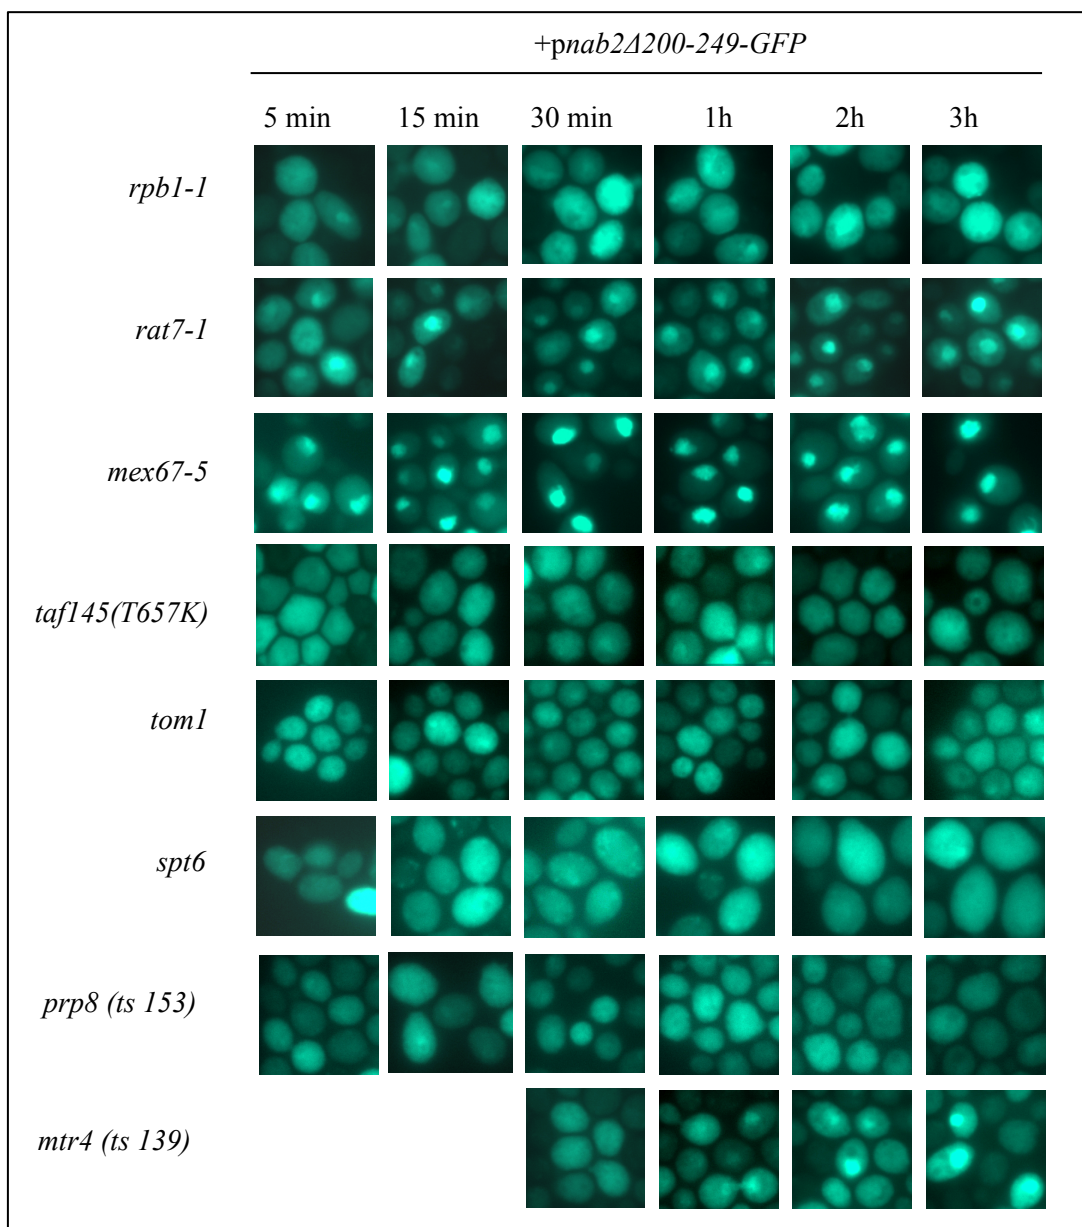 +pnab2Δ200-249-GFP
5 min 15 min 30 min 1h 2h 3h
rpb1-1
rat7-1
mex67-5
taf145(T657K)
tom1
spt6
prp8 (ts 153)
mtr4 (ts 139)